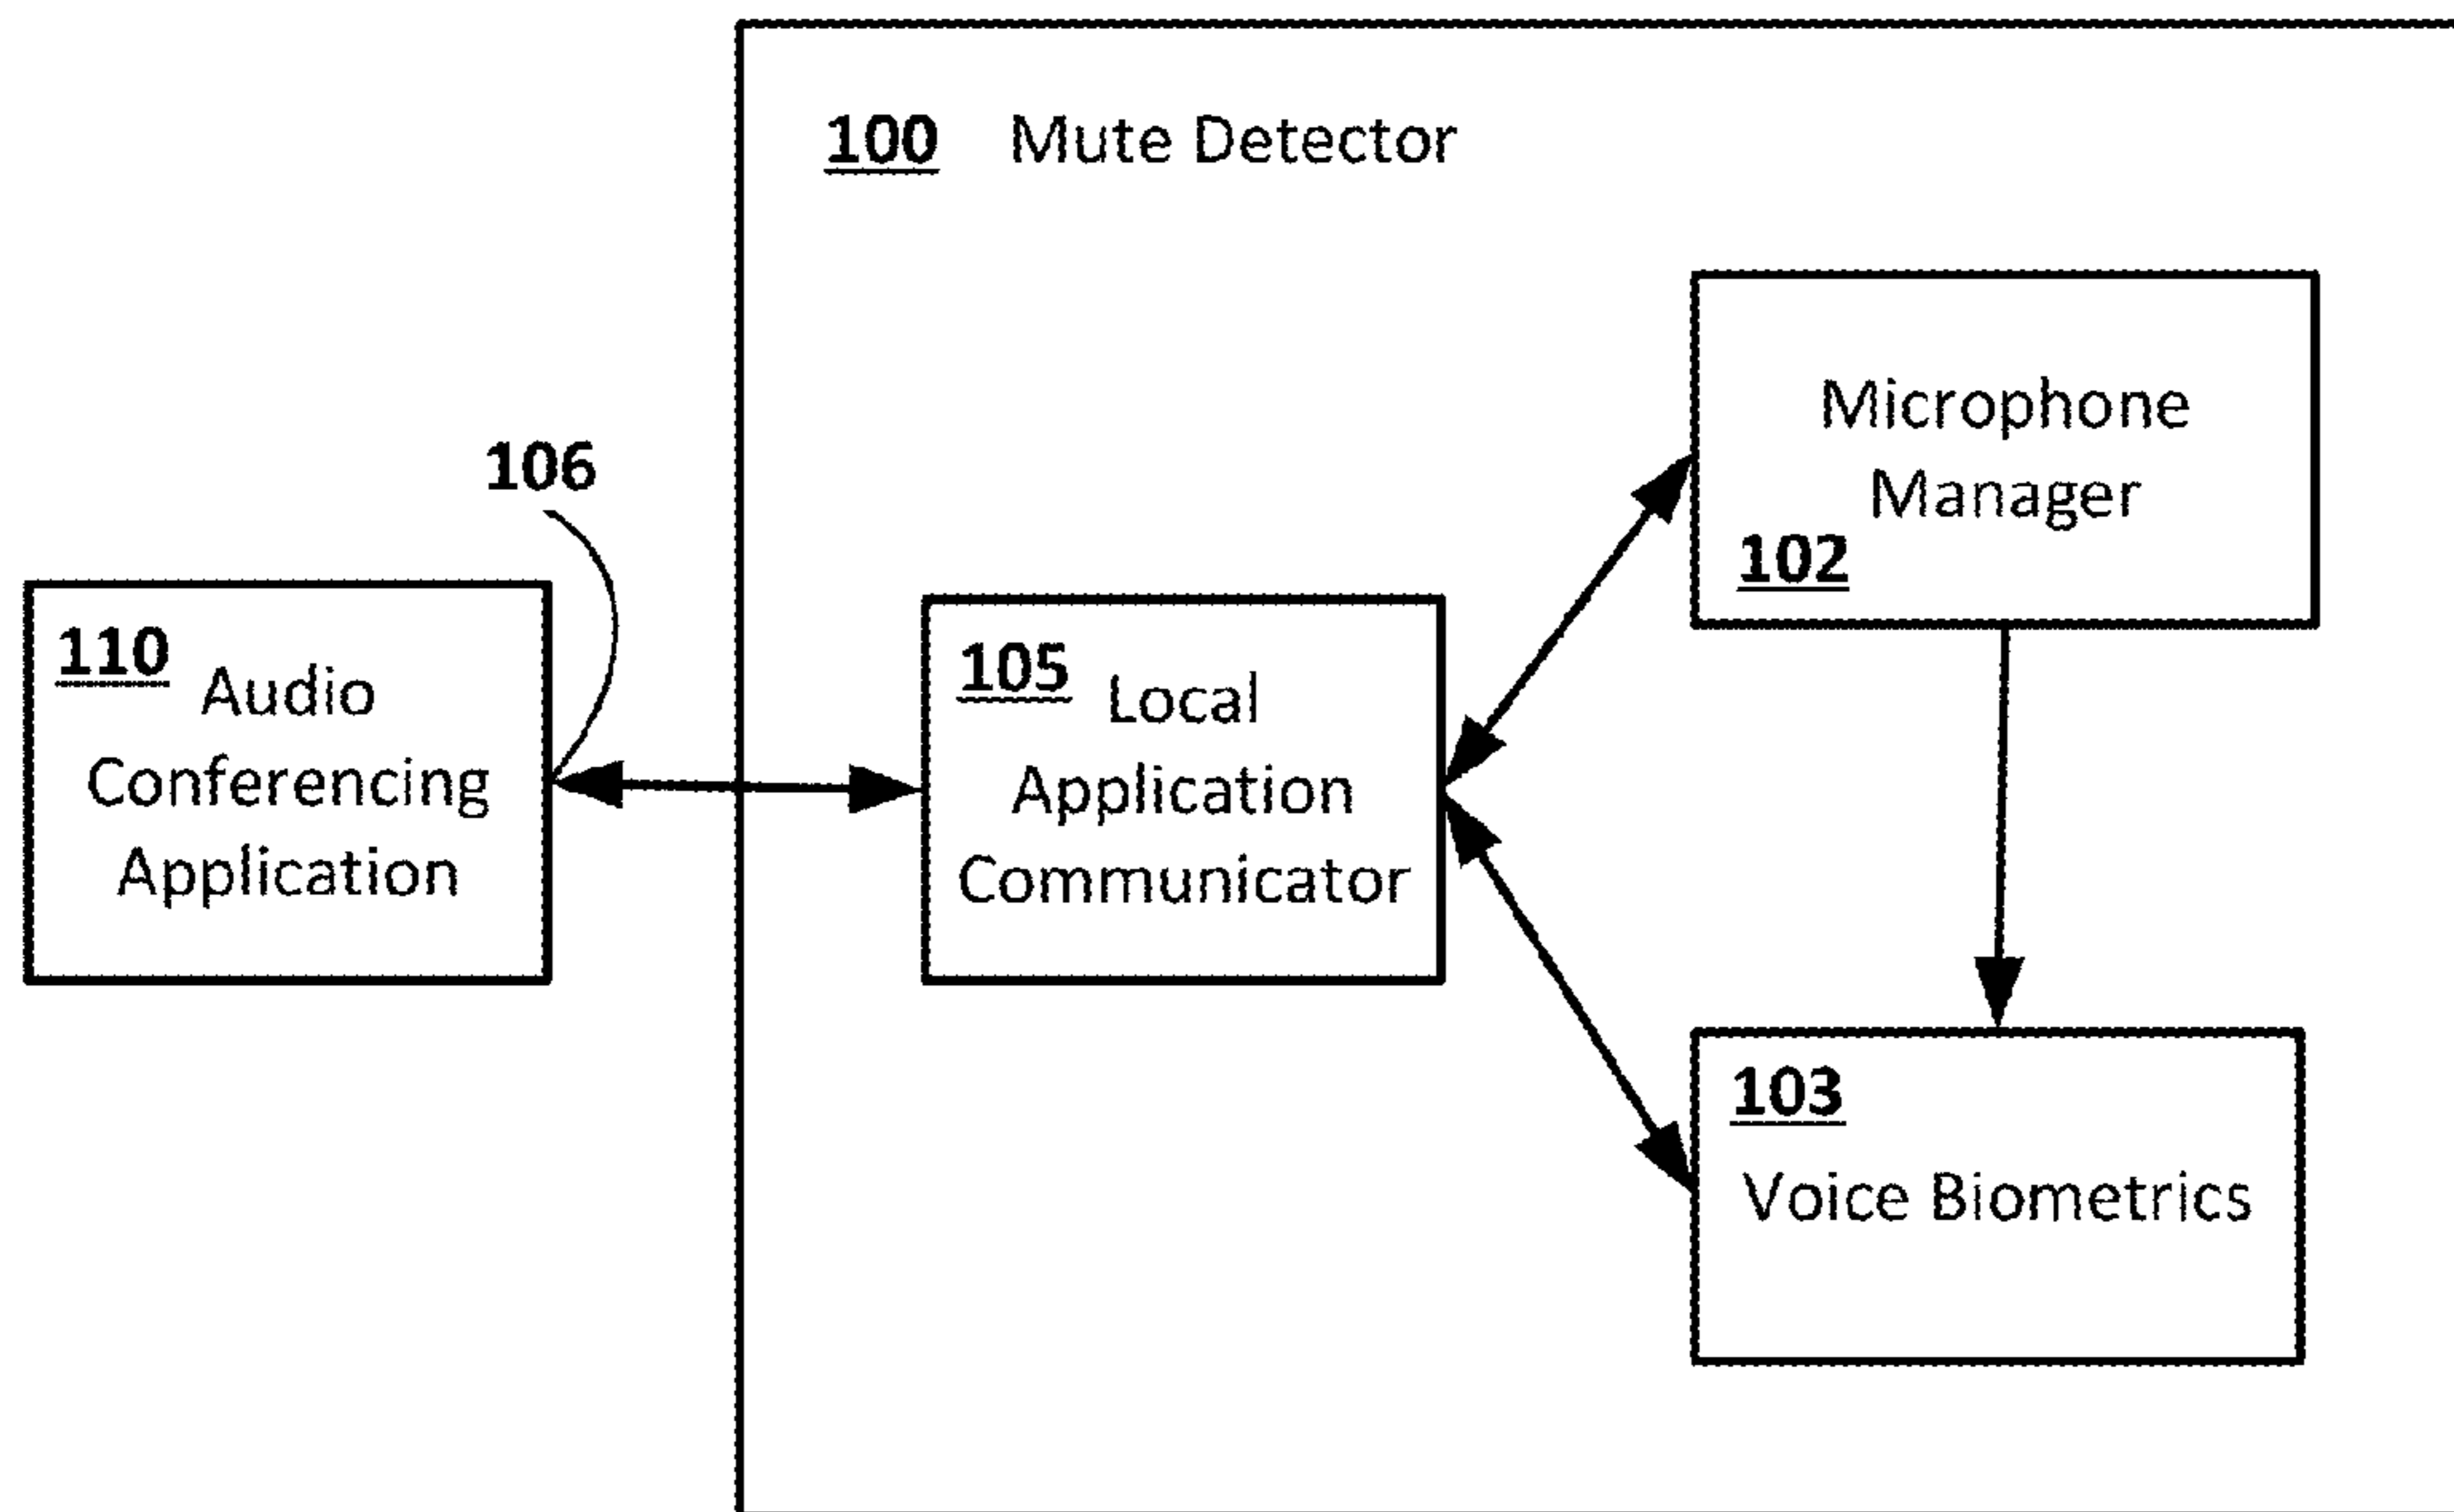 100 Mute Detector
106
110
Audio
Conferencing
Application
105
Local
Application
Communicator
Microphone
Manager
102
103
Voice Biometrics